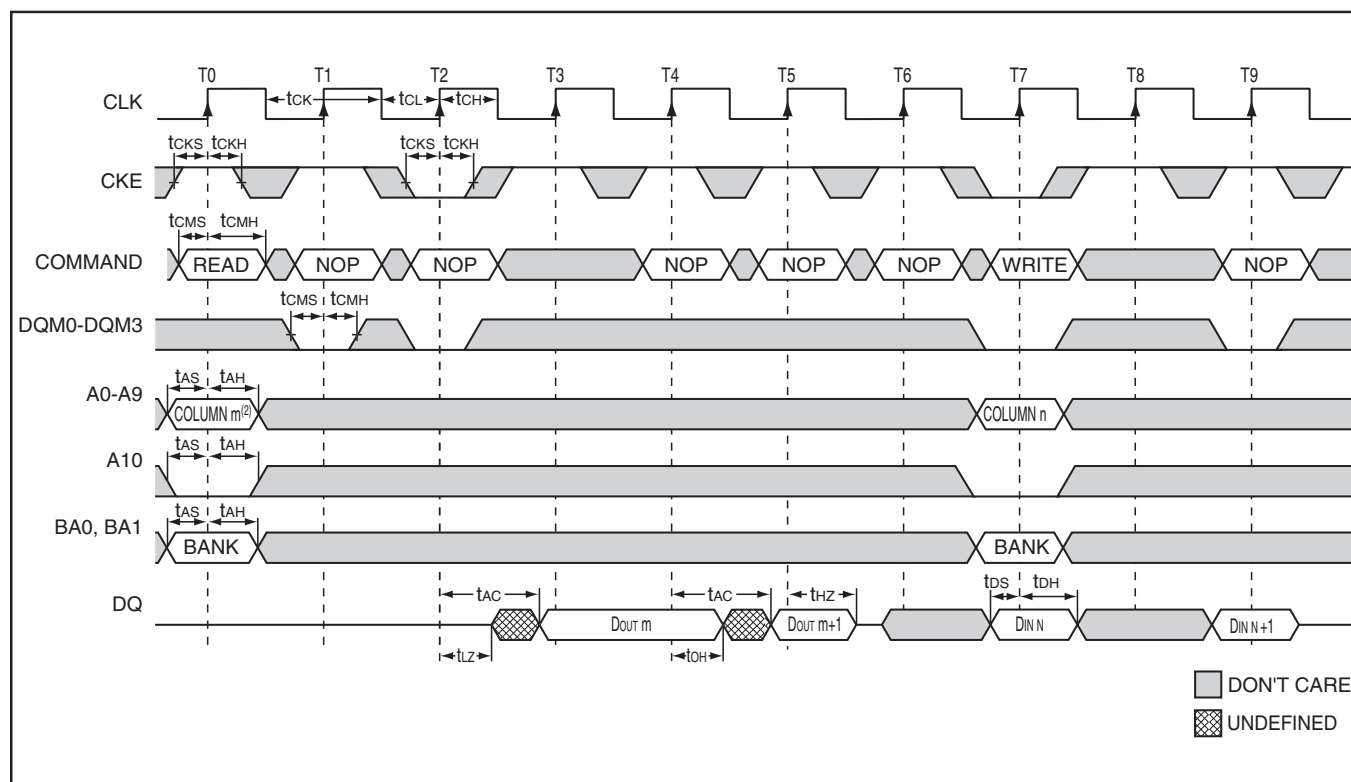 T0 T1 T2 T3 T4 T5 T6 T7 T8 T9
CLK tCK tCL tCH
tCKS tCKH tCKS tCKH
CKE
tCMS tCMH
COMMAND READ NOP NOP NOP NOP NOP WRITE NOP
tCMS tCMH
DQM0-DQM3
tAS tAH
A0-A9 COLUMN m(2) COLUMN n
tAS tAH
A10
tAS tAH
BA0, BA1 BANK BANK
tAC tAC tHZ tDS tDH
DQ DOUT m DOUT m+1 DIN N DIN N+1
tLZ tOH
DON'T CARE
UNDEFINED